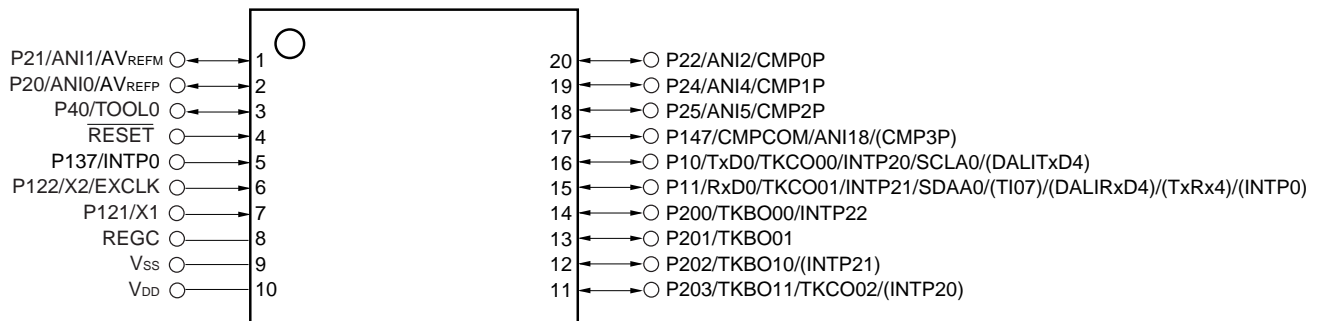 P21/ANI1/AVREFM 1 20 P22/ANI2/CMP0P
P20/ANI0/AVREFP 2 19 P24/ANI4/CMP1P
P40/TOOL0 3 18 P25/ANI5/CMP2P
RESET 4 17 P147/CMPCOM/ANI18/(CMP3P)
P137/INTP0 5 16 P10/TxD0/TKCO00/INTP20/SCLA0/(DALITxD4)
P122/X2/EXCLK 6 15 P11/RxD0/TKCO01/INTP21/SDAA0/(TI07)/(DALIRxD4)/(TxRx4)/(INTP0)
P121/X1 7 14 P200/TKBO00/INTP22
REGC 8 13 P201/TKBO01
VSS 9 12 P202/TKBO10/(INTP21)
VDD 10 11 P203/TKBO11/TKCO02/(INTP20)